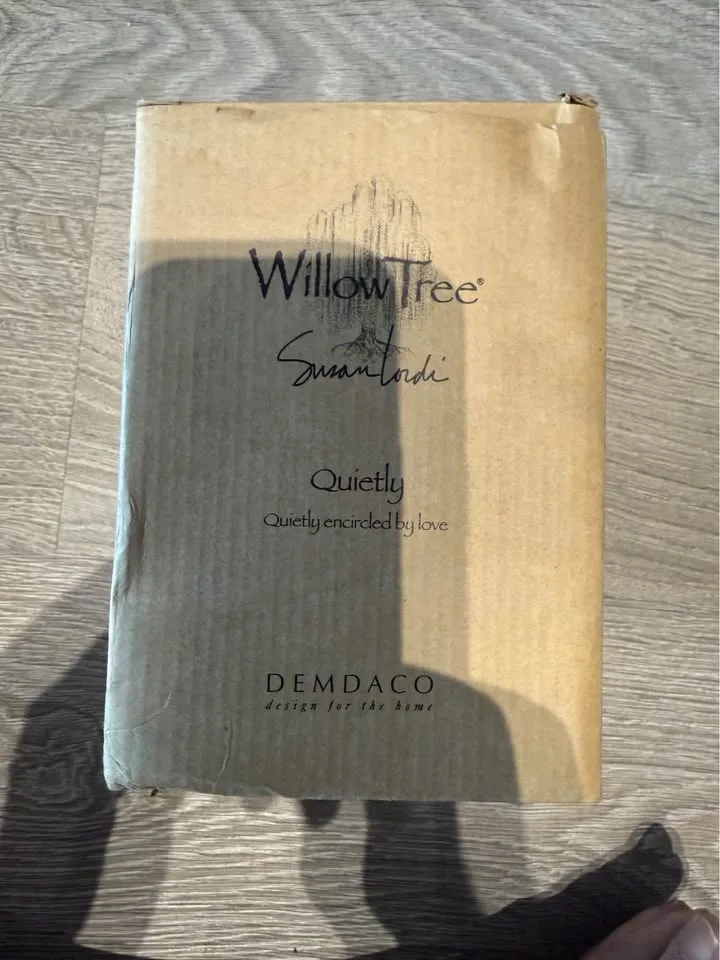 Willow Tree®
Susan Lordi
Quietly
Quietly encircled by love
DEMDACO
design for the home